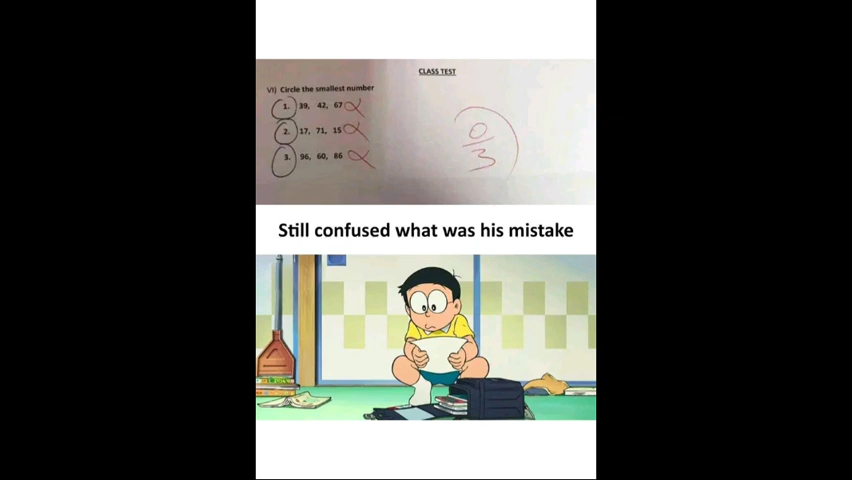 CLASS TEST
VI) Circle the smallest number
1. 39, 42, 67
2. 17, 71, 15
3. 96, 60, 86
0/3
Still confused what was his mistake